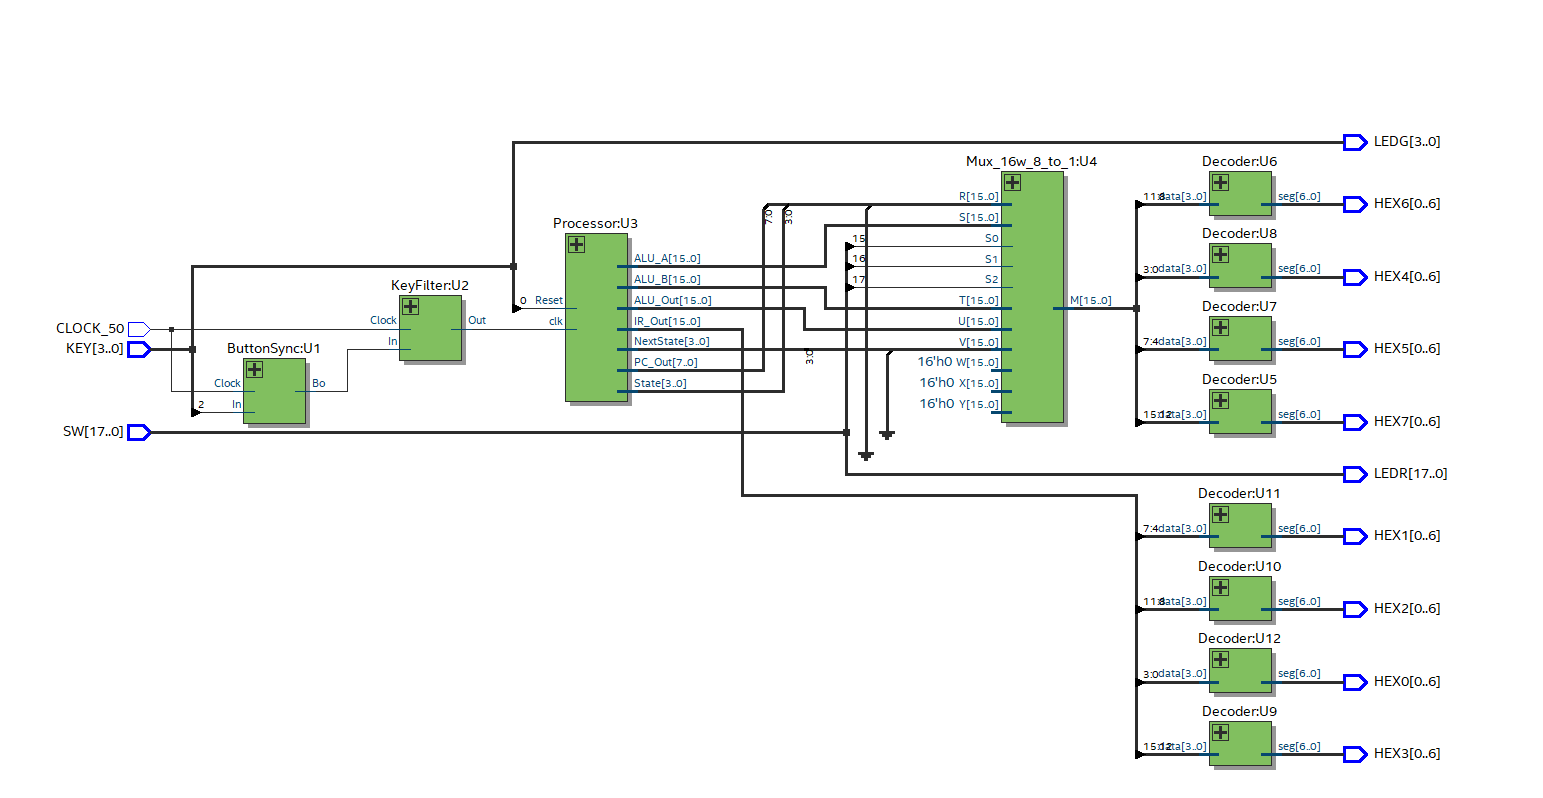 LEDG[3..0]
Mux_16w_8_to_1:U4
Decoder:U6
11:8
data[3..0]
seg[6..0]
HEX6[0..6]
R[15..0]
7:0
3:0
S[15..0]
Processor:U3
15
S0
Decoder:U8
ALU_A[15..0]
16
S1
3:0
data[3..0]
seg[6..0]
HEX4[0..6]
ALU_B[15..0]
17
S2
KeyFilter:U2
0
Reset
ALU_Out[15..0]
T[15..0]
M[15..0]
Decoder:U7
CLOCK_50
Clock
Out
clk
IR_Out[15..0]
U[15..0]
KEY[3..0]
ButtonSync:U1
In
NextState[3..0]
3:0
V[15..0]
7:4
data[3..0]
seg[6..0]
HEX5[0..6]
PC_Out[7..0]
16'h0 W[15..0]
Clock
Bo
State[3..0]
16'h0 X[15..0]
Decoder:U5
2
In
16'h0 Y[15..0]
15:12
data[3..0]
seg[6..0]
HEX7[0..6]
SW[17..0]
LEDR[17..0]
Decoder:U11
7:4
data[3..0]
seg[6..0]
HEX1[0..6]
Decoder:U10
11:8
data[3..0]
seg[6..0]
HEX2[0..6]
Decoder:U12
3:0
data[3..0]
seg[6..0]
HEX0[0..6]
Decoder:U9
15:12
data[3..0]
seg[6..0]
HEX3[0..6]